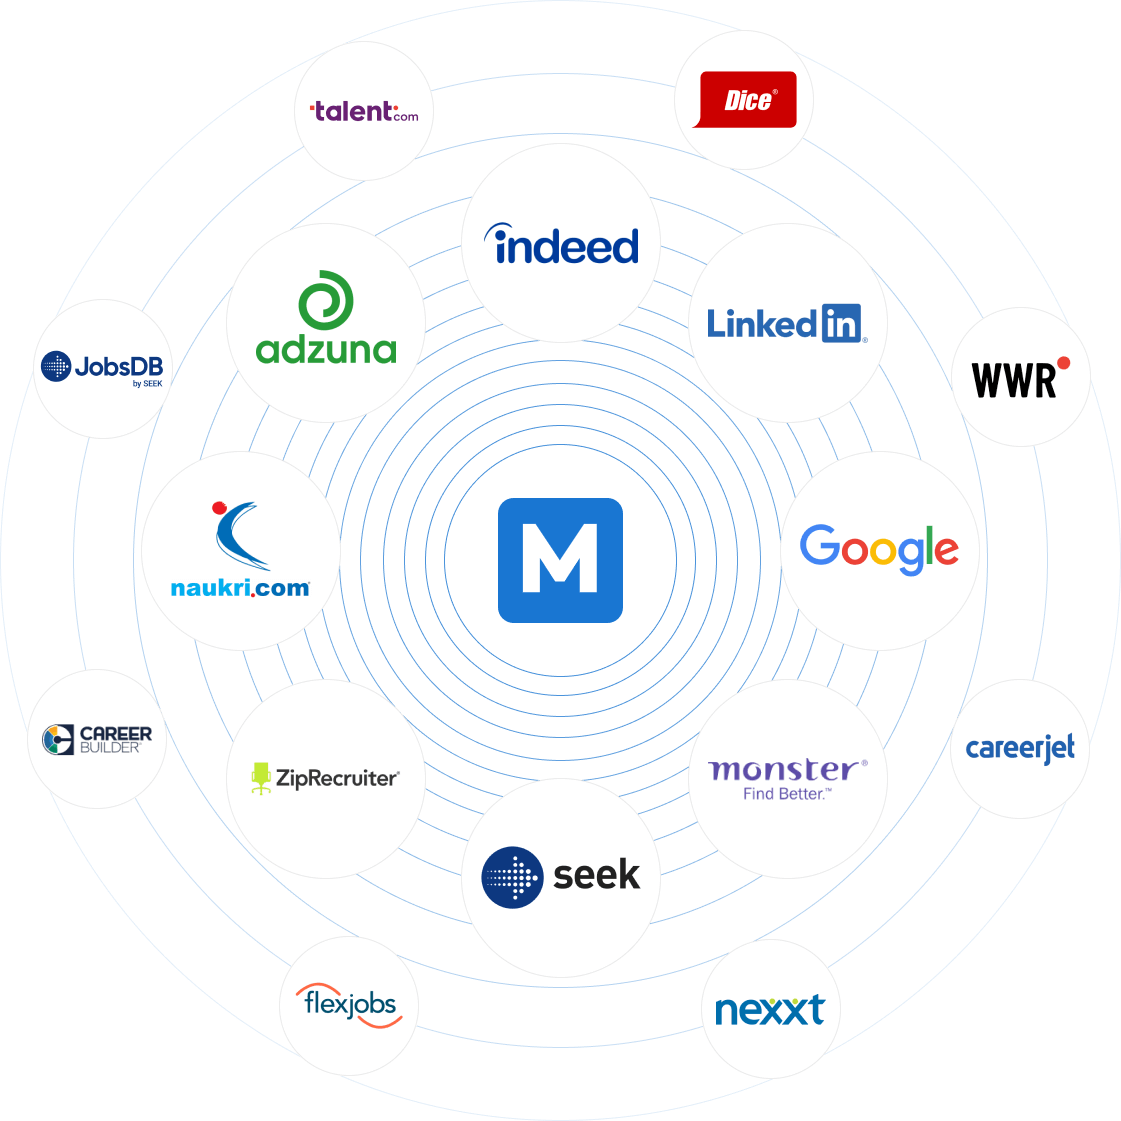 talent.com
Dice®
indeed
adzuna
LinkedIn®
JobsDB
by SEEK
WWR
M
naukri.com
Google
CAREER
BUILDER
ZipRecruiter®
monster®
Find Better.™
careerjet
seek
flexjobs
nexxt